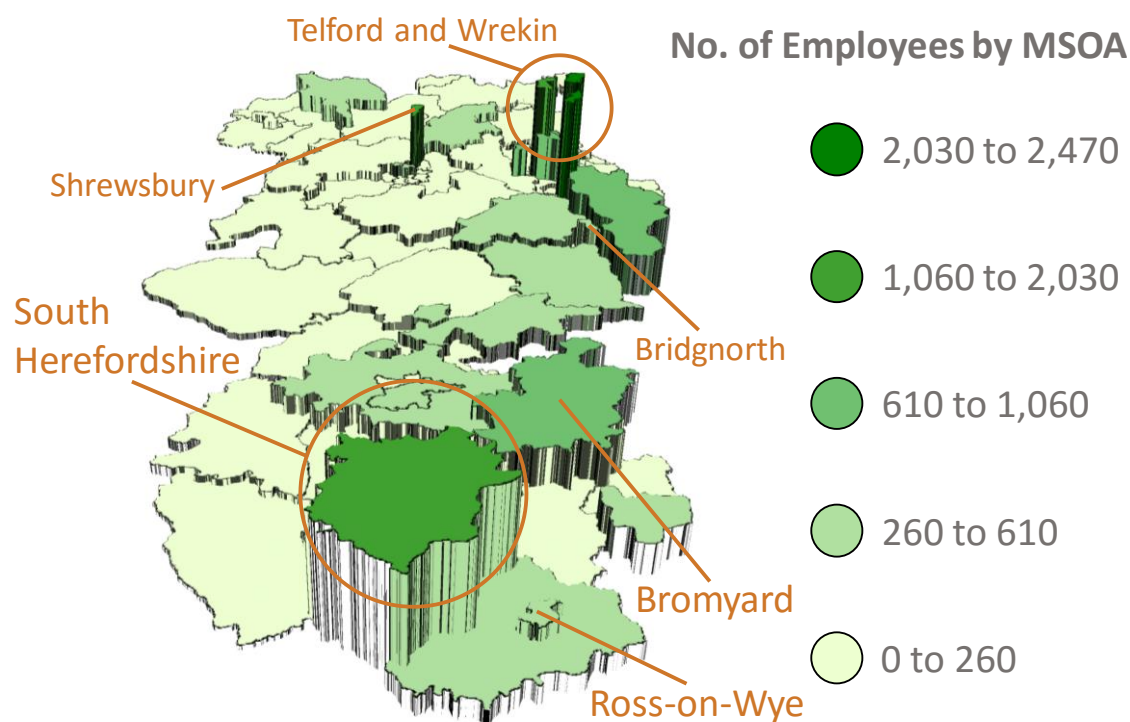 Telford and Wrekin
No. of Employees by MSOA
2,030 to 2,470
Shrewsbury
1,060 to 2,030
South
Herefordshire
Bridgnorth
610 to 1,060
260 to 610
Bromyard
0 to 260
Ross-on-Wye